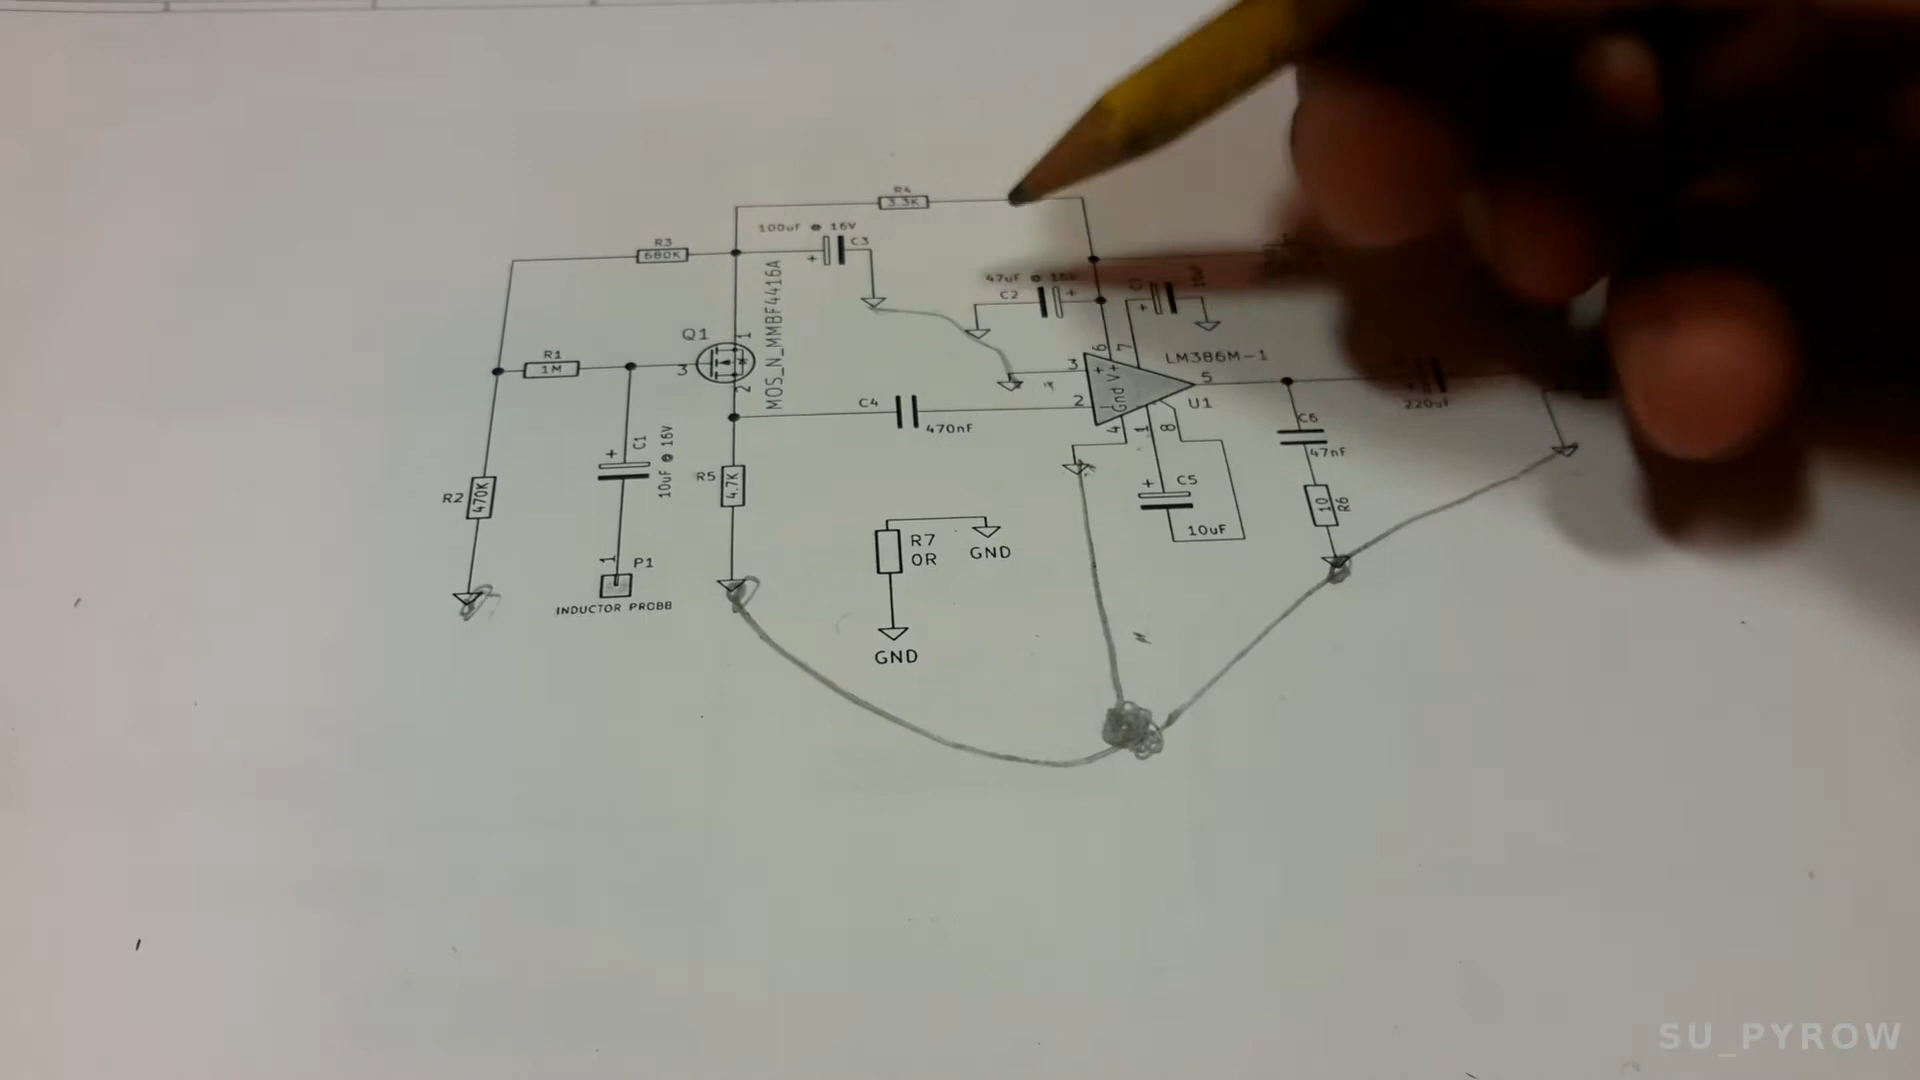 R4
3.3K
100uF @ 16V
C3
+
R3
680K
47uF @ 16V
C2
+
+
Q1
1
3
2
MOS_N_MMBF4416A
R1
1M
LM386M-1
U1
3
2
6
7
5
4
1
8
+
V+
Gnd
C4
470nF
220uF
C6
47nF
10
R6
+
C1
10uF @ 16V
R2
470K
R5
4.7K
+
C5
10uF
R7
0R
GND
GND
1
P1
INDUCTOR PROBB
SU_PYROW